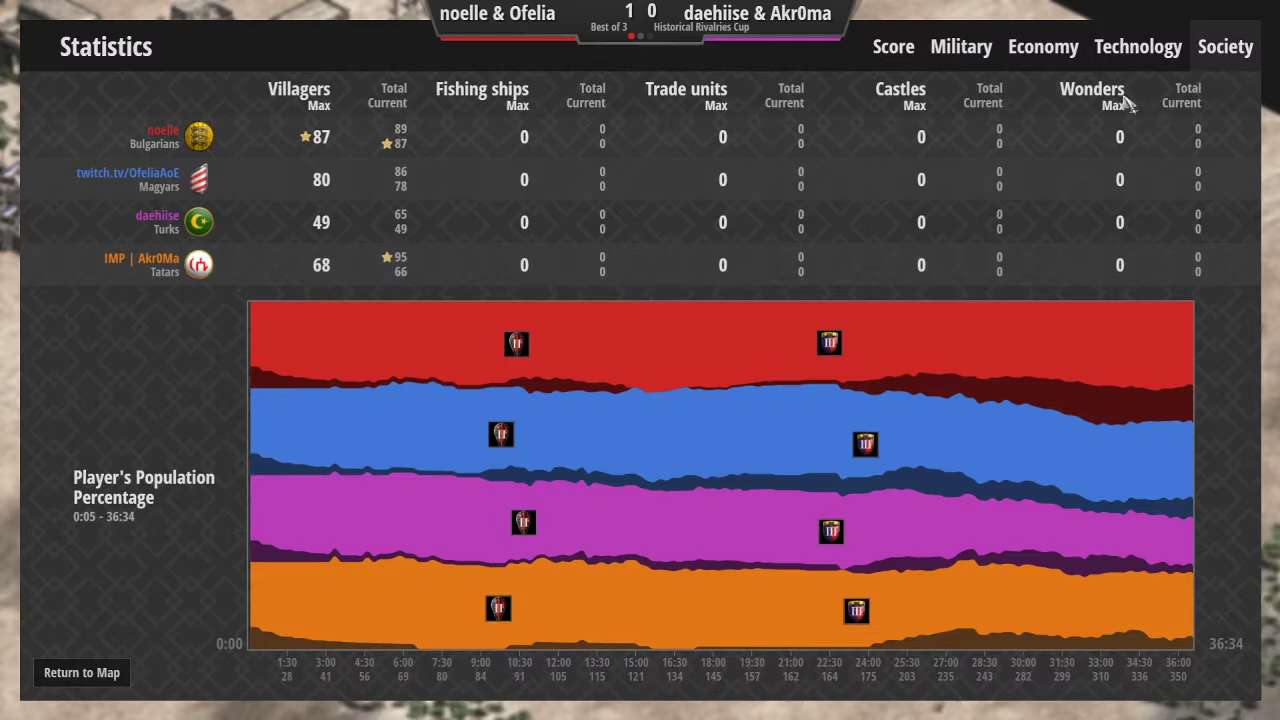 noelle & Ofelia 1 0 daehiise & Akr0ma
Best of 3 Historical Rivalries Cup
Statistics Score Military Economy Technology Society
Villagers Max Total Current Fishing ships Max Total Current Trade units Max Total Current Castles Max Total Current Wonders Max Total Current
noelle Bulgarians 87 89 87 0 0 0 0 0 0 0 0 0 0 0 0
twitch.tv/OfeliaAoE Magyars 80 86 78 0 0 0 0 0 0 0 0 0 0 0 0
daehiise Turks 49 65 49 0 0 0 0 0 0 0 0 0 0 0 0
IMP | Akr0Ma Tatars 68 95 66 0 0 0 0 0 0 0 0 0 0 0 0
II III
II III
II III
II III
Player's Population
Percentage
0:05 - 36:34
0:00 36:34
1:30 3:00 4:30 6:00 7:30 9:00 10:30 12:00 13:30 15:00 16:30 18:00 19:30 21:00 22:30 24:00 25:30 27:00 28:30 30:00 31:30 33:00 34:30 36:00
28 41 56 69 80 84 91 105 115 121 134 145 157 162 164 175 203 235 243 282 299 310 336 350
Return to Map